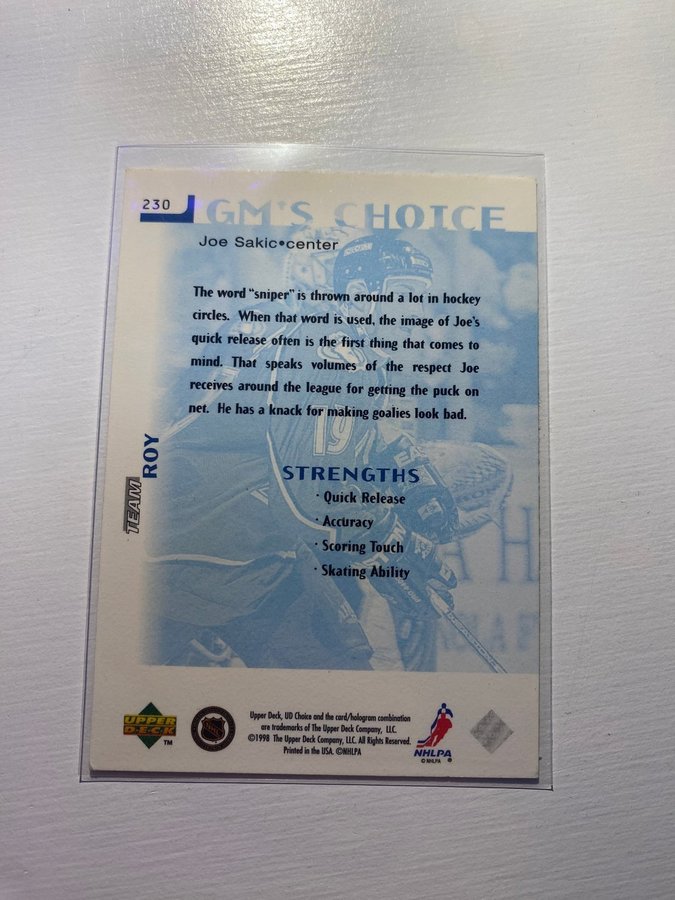 230
GM'S CHOICE
Joe Sakic•center
The word "sniper" is thrown around a lot in hockey
circles. When that word is used, the image of Joe's
quick release often is the first thing that comes to
mind. That speaks volumes of the respect Joe
receives around the league for getting the puck on
net. He has a knack for making goalies look bad.
19
TEAM
ROY
STRENGTHS
· Quick Release
· Accuracy
· Scoring Touch
· Skating Ability
UPPER
DECK
TM
NHL
Upper Deck, UD Choice and the card/hologram combination
are trademarks of The Upper Deck Company, LLC.
©1998 The Upper Deck Company, LLC. All Rights Reserved.
Printed in the USA. ©NHLPA
NHLPA
© NHLPA